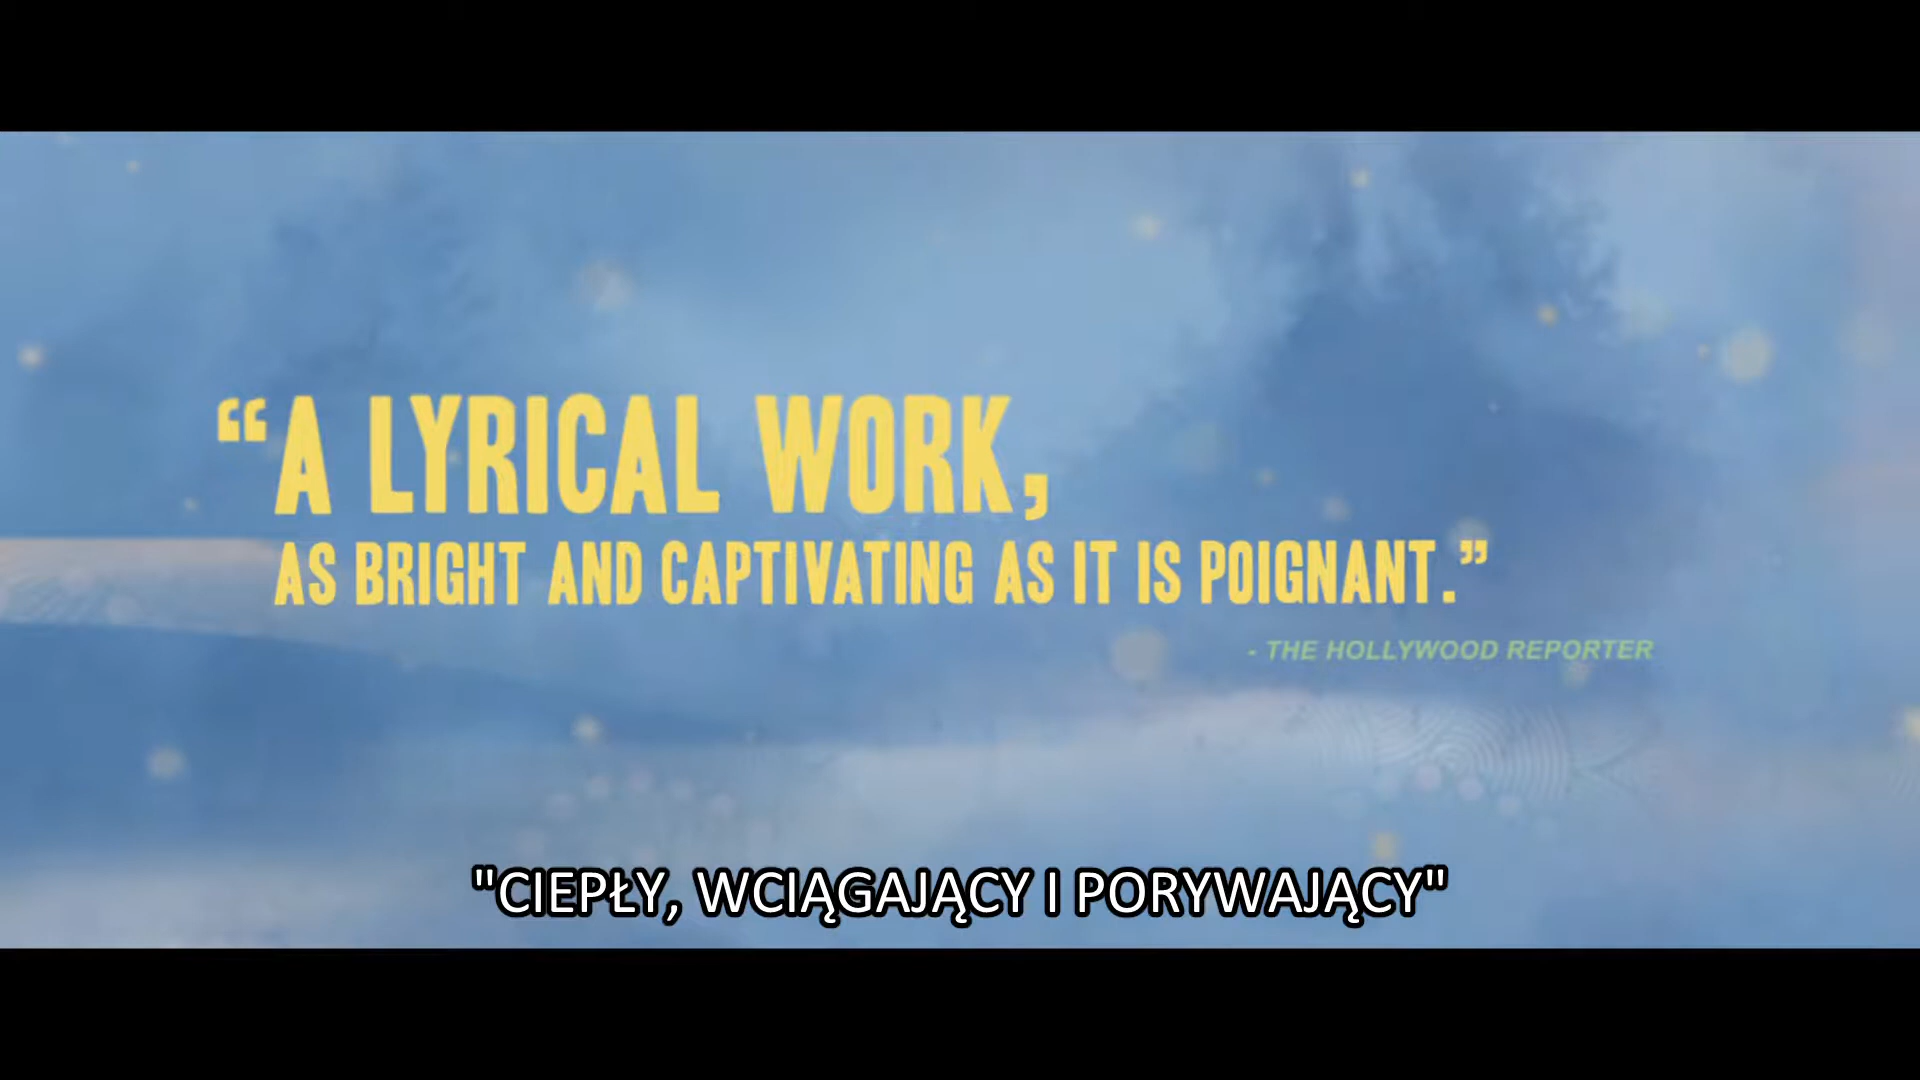 “A LYRICAL WORK,
AS BRIGHT AND CAPTIVATING AS IT IS POIGNANT.”
- THE HOLLYWOOD REPORTER
"CIEPŁY, WCIĄGAJĄCY I PORYWAJĄCY"